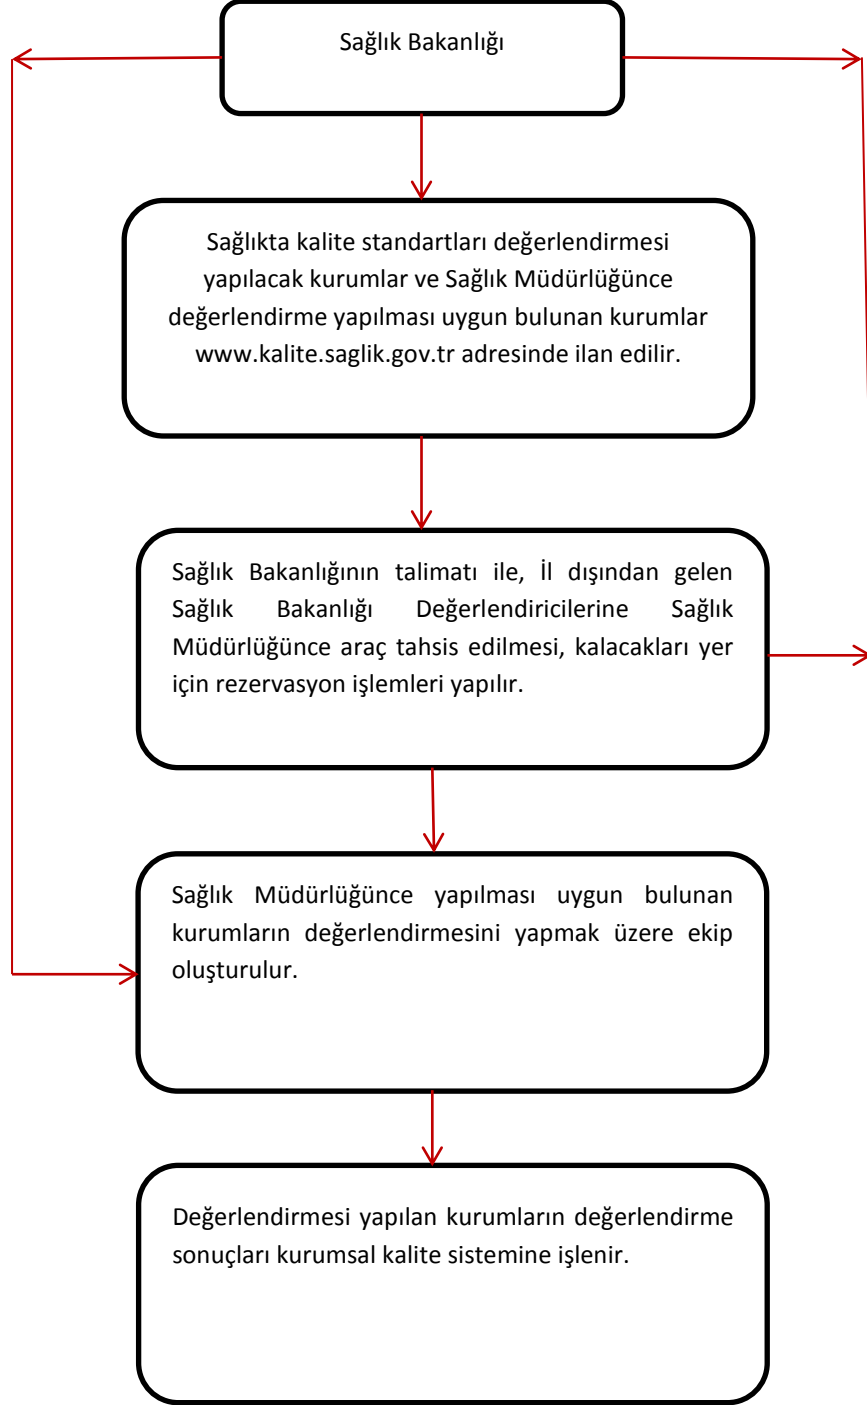 Sağlık Bakanlığı
Sağlıkta kalite standartları değerlendirmesi
yapılacak kurumlar ve Sağlık Müdürlüğünce
değerlendirme yapılması uygun bulunan kurumlar
www.kalite.saglik.gov.tr adresinde ilan edilir.
Sağlık Bakanlığının talimatı ile, İl dışından gelen
Sağlık Bakanlığı Değerlendiricilerine Sağlık
Müdürlüğünce araç tahsis edilmesi, kalacakları yer
için rezervasyon işlemleri yapılır.
Sağlık Müdürlüğünce yapılması uygun bulunan
kurumların değerlendirmesini yapmak üzere ekip
oluşturulur.
Değerlendirmesi yapılan kurumların değerlendirme
sonuçları kurumsal kalite sistemine işlenir.